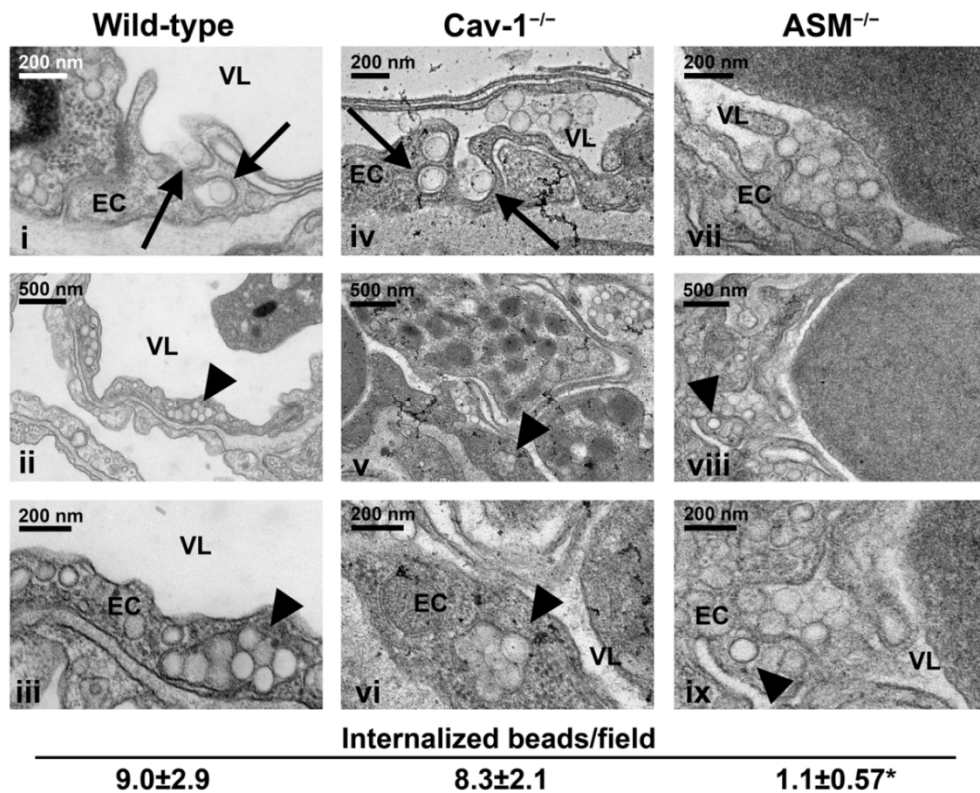 Wild-type Cav-1⁻/⁻ ASM⁻/⁻
200 nm VL EC i
200 nm VL EC iv
200 nm VL EC vii
500 nm VL ii
500 nm v
500 nm viii
200 nm VL EC iii
200 nm EC VL vi
200 nm EC VL ix
Internalized beads/field
9.0±2.9 8.3±2.1 1.1±0.57*